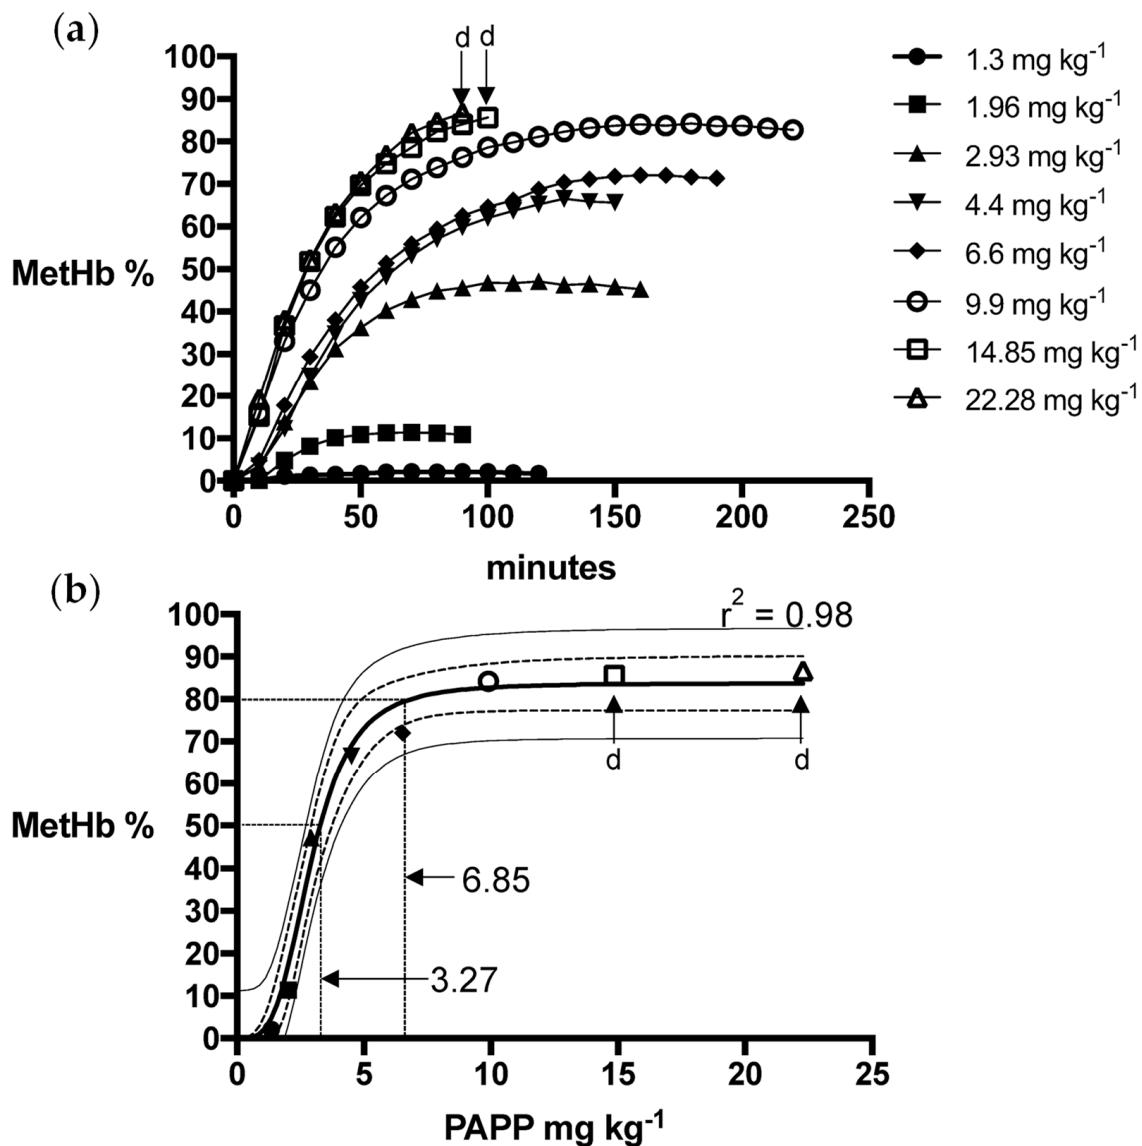 (a)
d d
100
90
80
70
60
50
40
30
20
10
0
MetHb %
0 50 100 150 200 250
minutes
1.3 mg kg-1
1.96 mg kg-1
2.93 mg kg-1
4.4 mg kg-1
6.6 mg kg-1
9.9 mg kg-1
14.85 mg kg-1
22.28 mg kg-1
(b)
r2 = 0.98
100
90
80
70
60
50
40
30
20
10
0
MetHb %
d d
6.85
3.27
0 5 10 15 20 25
PAPP mg kg-1